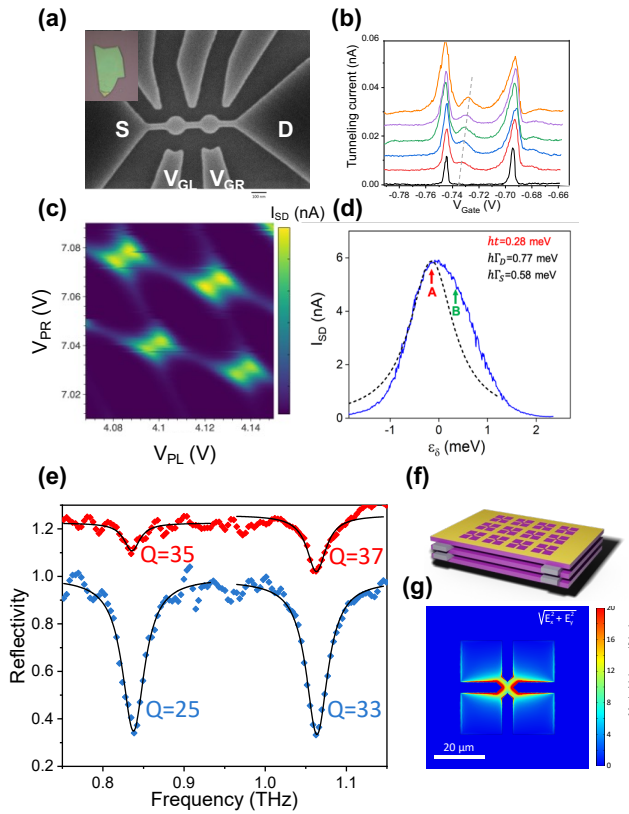 (a)
S
D
V_GL
V_GR
100 nm
(b)
Tunneling current (nA)
0.06
0.04
0.02
0.00
-0.78
-0.76
-0.74
-0.72
-0.70
-0.68
-0.66
V_Gate (V)
(c)
I_SD (nA)
V_PR (V)
7.08
7.06
7.04
7.02
4.08
4.10
4.12
4.14
V_PL (V)
(d)
I_SD (nA)
6
4
2
0
-1
0
1
2
ε_δ (meV)
ht=0.28 meV
hΓ_D=0.77 meV
hΓ_S=0.58 meV
A
B
(e)
Reflectivity
1.2
1.0
0.8
0.6
0.4
0.2
Q=35
Q=37
Q=25
Q=33
0.8
0.9
1.0
1.1
Frequency (THz)
(f)
(g)
20
16
12
8
4
0
20 µm